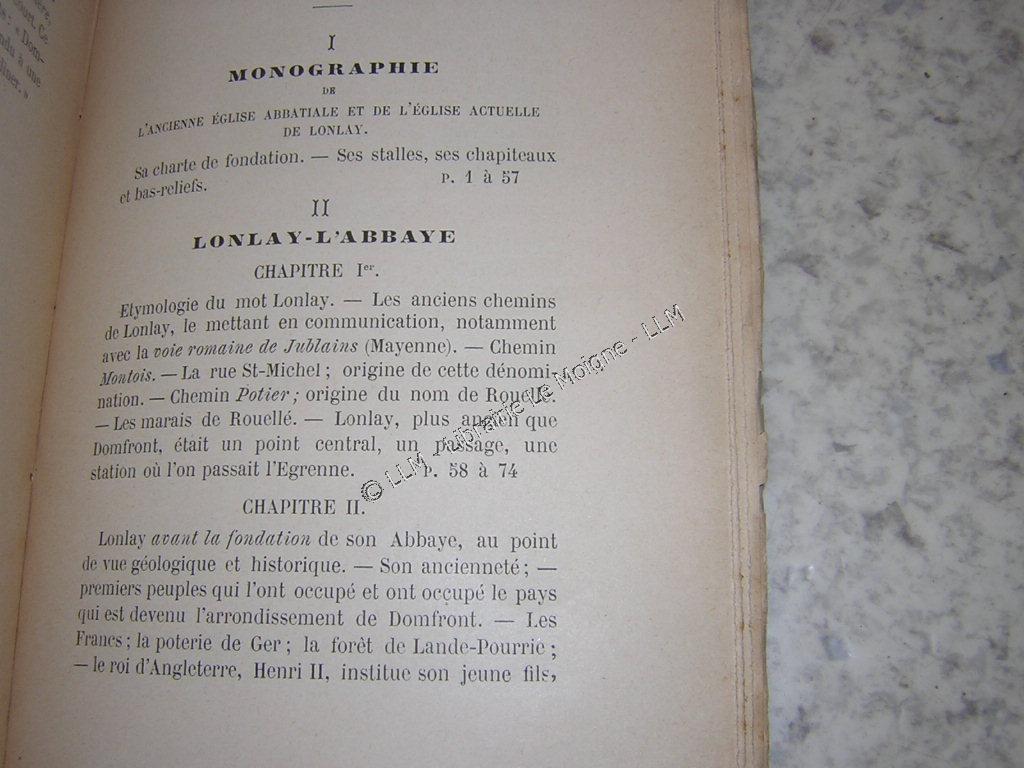 ère,
court. Ce
« Dom-
ndu à une
dîner. »
I
MONOGRAPHIE
DE
L'ANCIENNE ÉGLISE ABBATIALE ET DE L'ÉGLISE ACTUELLE
DE LONLAY.
Sa charte de fondation. — Ses stalles, ses chapiteaux
et bas-reliefs. P. 1 à 57
II
LONLAY-L'ABBAYE
CHAPITRE Ier.
Etymologie du mot Lonlay. — Les anciens chemins
de Lonlay, le mettant en communication, notamment
avec la voie romaine de Jublains (Mayenne). — Chemin
Montois. — La rue St-Michel ; origine de cette dénomi-
nation. — Chemin Potier ; origine du nom de Rouellé.
— Les marais de Rouellé. — Lonlay, plus ancien que
Domfront, était un point central, un passage, une
station où l'on passait l'Egrenne. P. 58 à 74
CHAPITRE II.
Lonlay avant la fondation de son Abbaye, au point
de vue géologique et historique. — Son ancienneté ; —
premiers peuples qui l'ont occupé et ont occupé le pays
qui est devenu l'arrondissement de Domfront. — Les
Francs ; la poterie de Ger ; la forêt de Lande-Pourrie ;
— le roi d'Angleterre, Henri II, institue son jeune fils,
© LLM Librairie Le Moigne - LLM